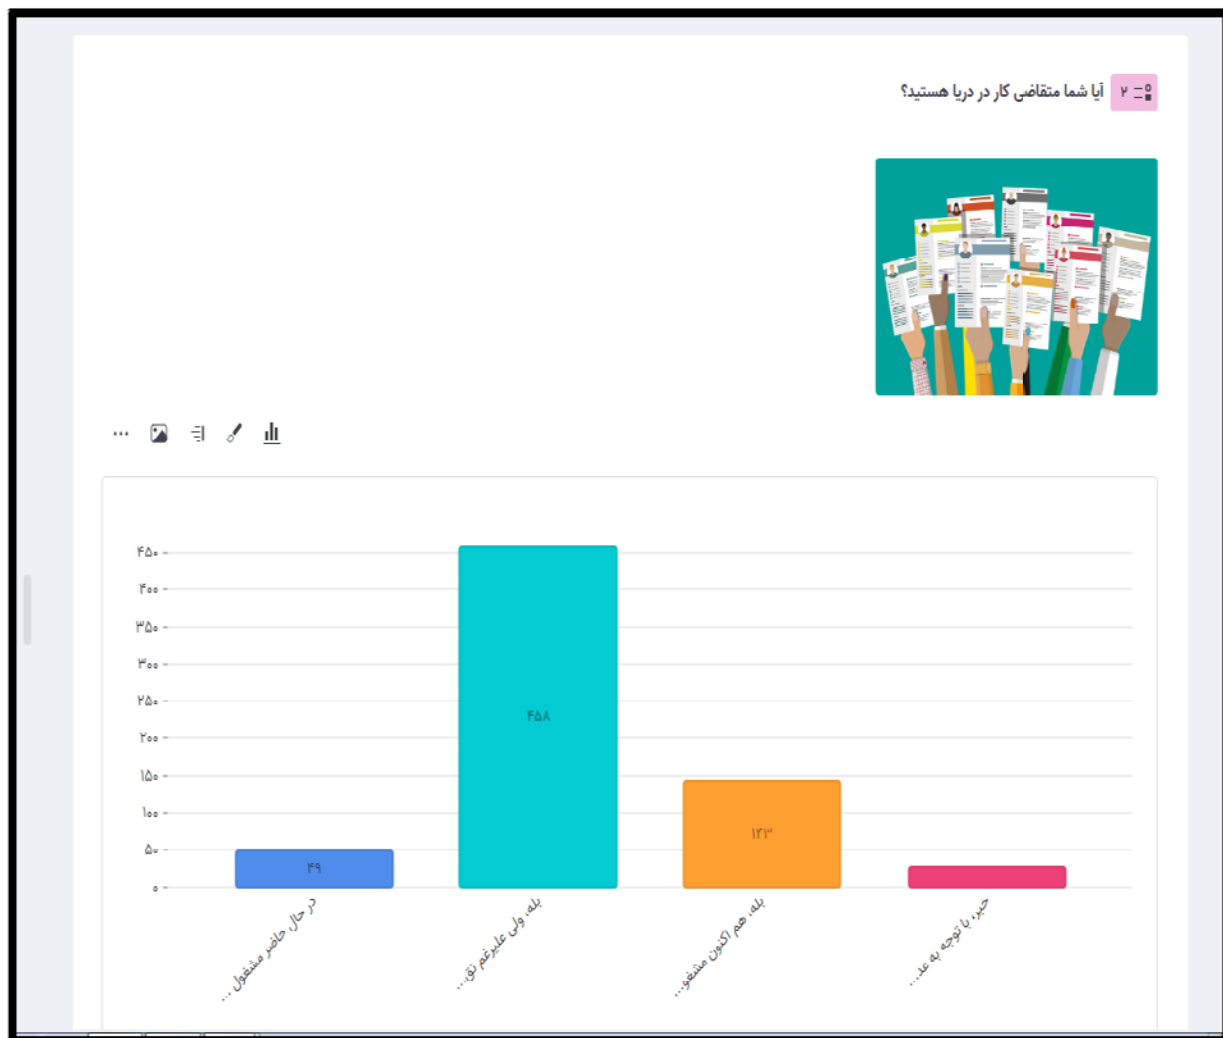 ۲ آیا شما متقاضی کار در دریا هستید؟
۴۵۰
۴۰۰
۳۵۰
۳۰۰
۲۵۰
۲۰۰
۱۵۰
۱۰۰
۵۰
۰
۴۹
۴۵۸
۱۴۳
در حال حاضر مشغول ...
بله، ولی علیرغم تق...
بله، هم اکنون مشغو...
خیر، با توجه به عد...